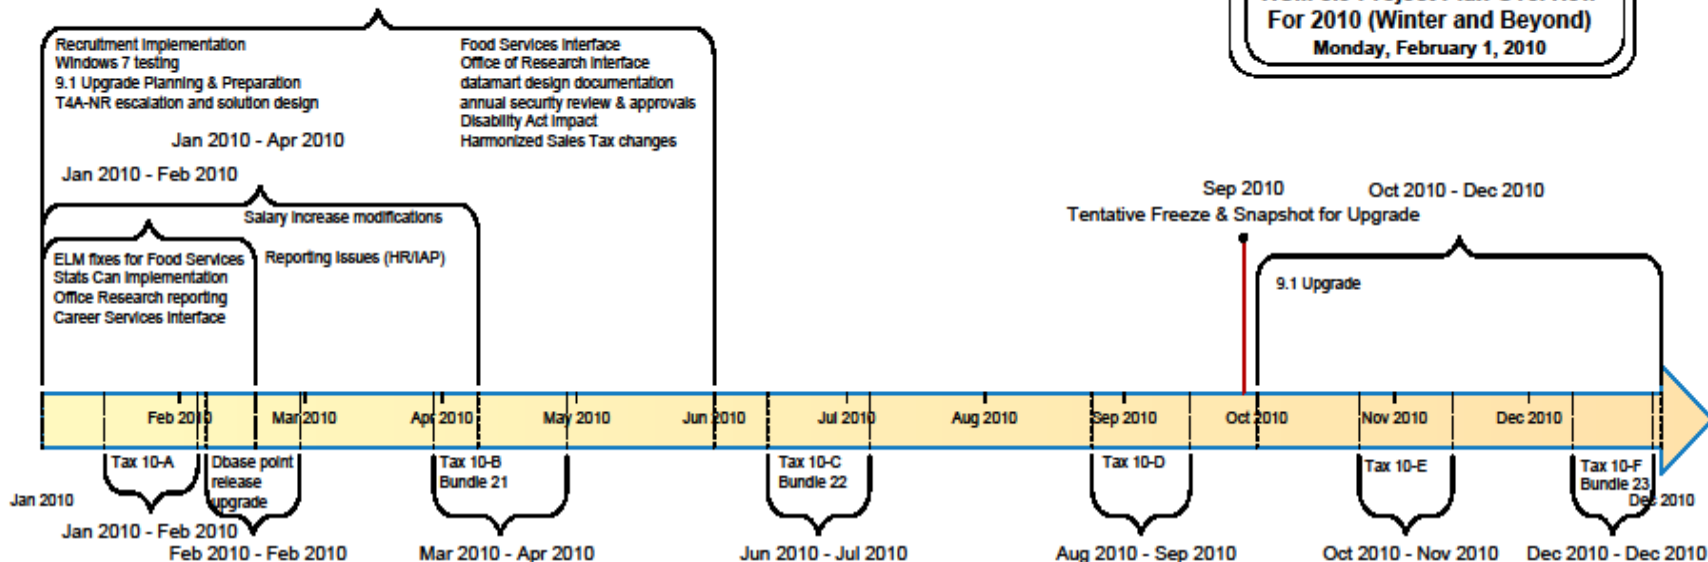 For 2010 (Winter and Beyond)
Monday, February 1, 2010
Recruitment Implementation
Windows 7 testing
9.1 Upgrade Planning & Preparation
T4A-NR escalation and solution design
Food Services Interface
Office of Research Interface
datamart design documentation
annual security review & approvals
Disability Act Impact
Harmonized Sales Tax changes
Jan 2010 - Apr 2010
Jan 2010 - Feb 2010
Salary Increase modifications
Reporting Issues (HR/IAP)
ELM fixes for Food Services
Stats Can Implementation
Office Research reporting
Career Services Interface
Sep 2010
Tentative Freeze & Snapshot for Upgrade
Oct 2010 - Dec 2010
9.1 Upgrade
Feb 2010
Mar 2010
Apr 2010
May 2010
Jun 2010
Jul 2010
Aug 2010
Sep 2010
Oct 2010
Nov 2010
Dec 2010
Jan 2010
Dec 2010
Tax 10-A
Dbase point
release
upgrade
Tax 10-B
Bundle 21
Tax 10-C
Bundle 22
Tax 10-D
Tax 10-E
Tax 10-F
Bundle 23
Jan 2010 - Feb 2010
Feb 2010 - Feb 2010
Mar 2010 - Apr 2010
Jun 2010 - Jul 2010
Aug 2010 - Sep 2010
Oct 2010 - Nov 2010
Dec 2010 - Dec 2010